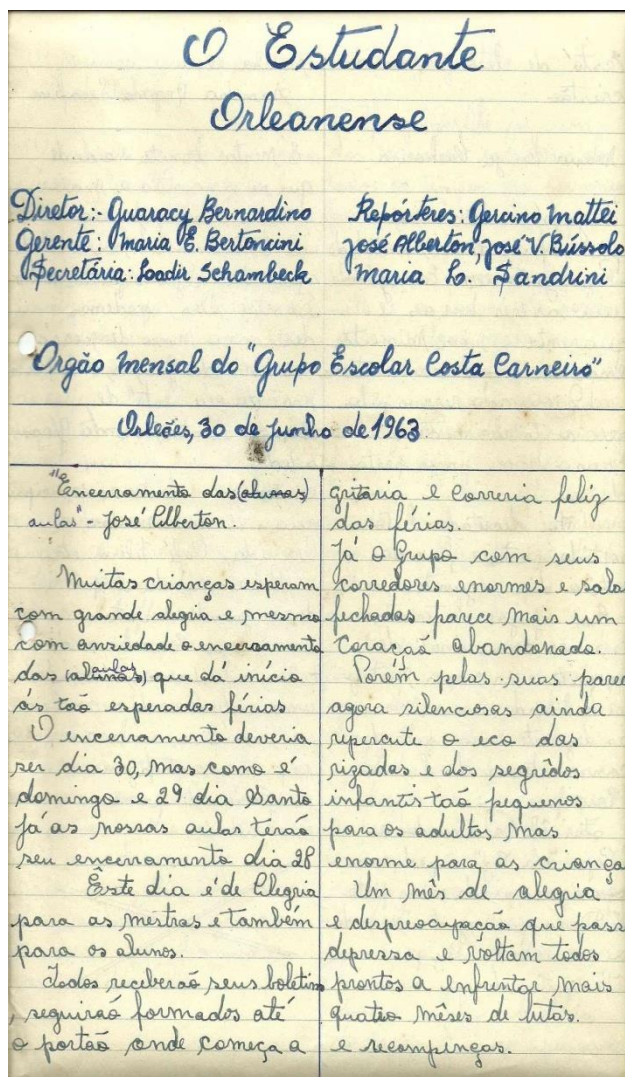 O Estudante
Orleanense
Diretor:- Guaracy Bernardino
Gerente: Maria E. Bertoncini
Secretária: Loadir Schambeck
Repórteres: Gercino Mattei
José Alberton, José V. Bússolo
Maria L. Sandrini
Orgão mensal do "Grupo Escolar Costa Carneiro"
Orleães, 30 de junho de 1963
"Encerramento das (alunas)
aulas" - José Alberton.
Muitas crianças esperam
com grande alegria e mesmo
com anziedade o encerramento
das (alunas) aulas que dá início
ás tão esperadas férias
O encerramento deveria
ser dia 30, mas como é
domingo e 29 dia Santo
já as nossas aulas terão
seu encerramento dia 28
Êste dia é de Alegria
para as mestras e também
para os alunos.
Todos receberão seus boletins
, seguirão formados até
o portão onde começa a
gritaria e correria feliz
das férias.
Já o Grupo com seus
corredores enormes e sala
fechadas parece mais um
coração abandonado.
Porém pelas suas pare
agora silenciosas ainda
repercute o eco das
rizadas e dos segrêdos
infantis tão pequenos
para os adultos mas
enorme para as criança
Um mês de alegria
e despreocupação que pass
depressa e voltam todos
prontos a enfrentar mais
quatro mêses de lutas.
e recompenças.